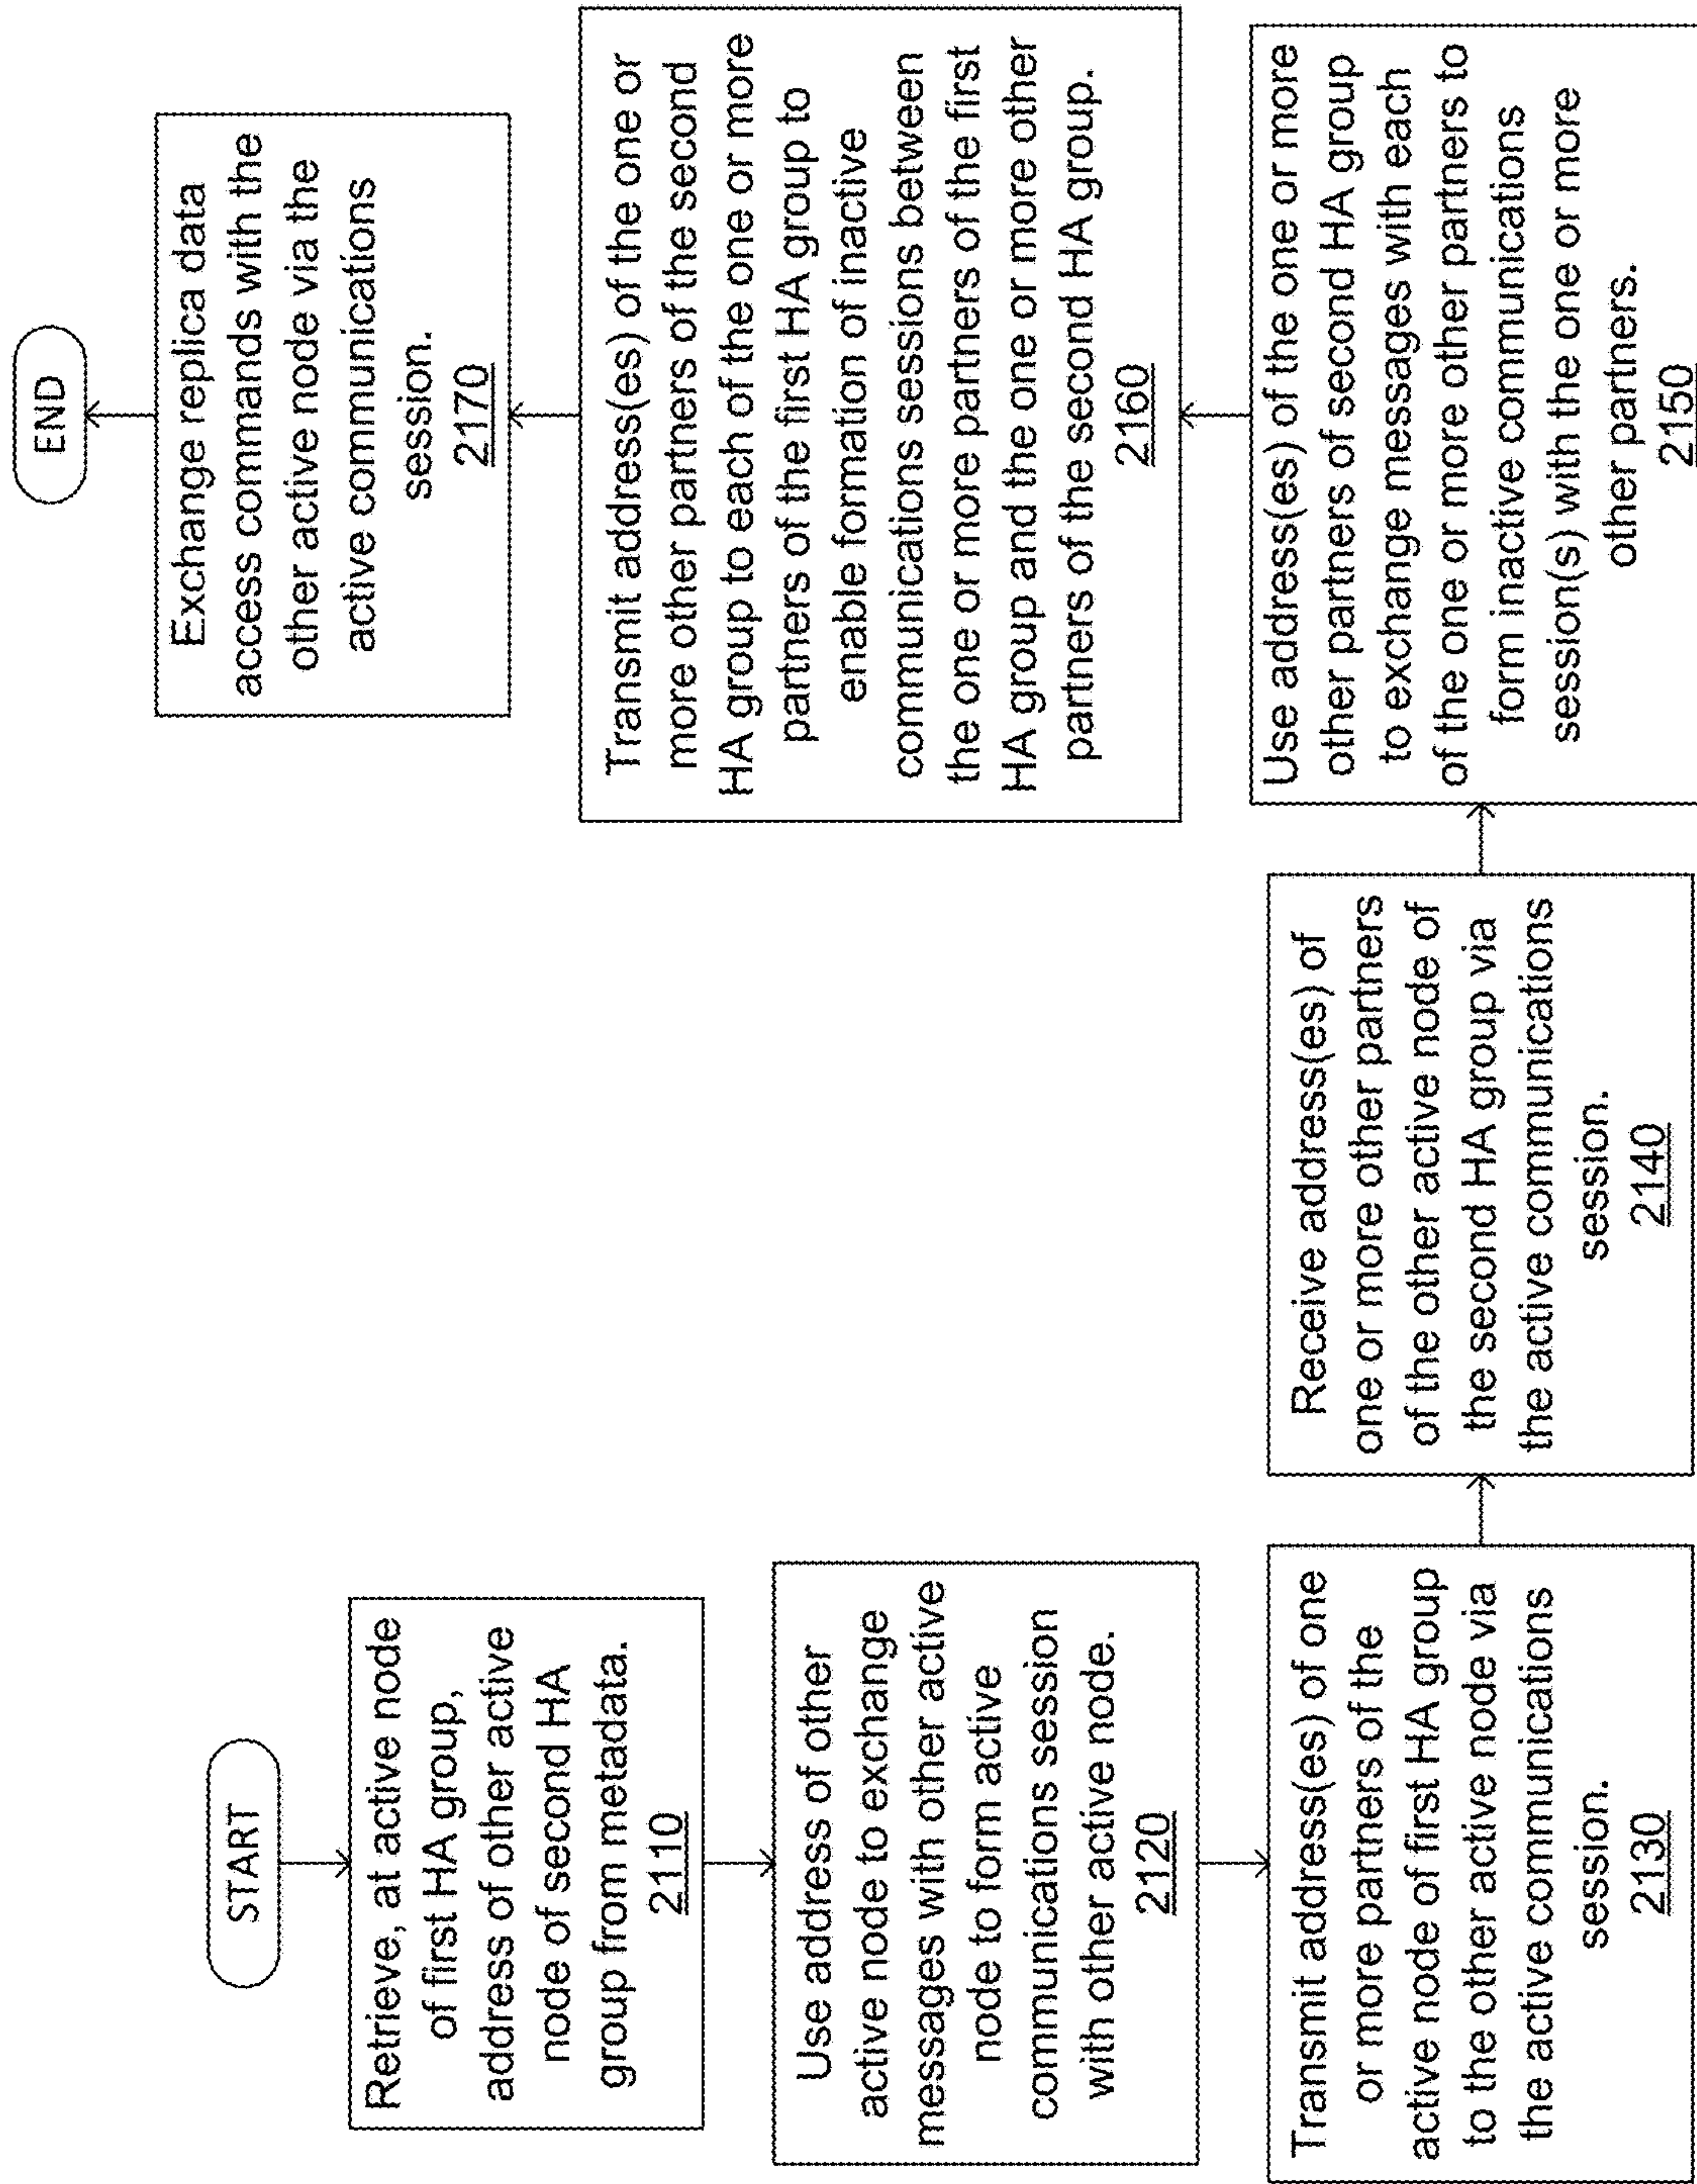 START
Retrieve, at active node
of first HA group,
address of other active
node of second HA
group from metadata.
2110
Use address of other
active node to exchange
messages with other active
node to form active
communications session
with other active node.
2120
Transmit address(es) of one
or more partners of the
active node of first HA group
to the other active node via
the active communications
session.
2130
Receive address(es) of
one or more other partners
of the other active node of
the second HA group via
the active communications
session.
2140
Use address(es) of the one or more
other partners of second HA group
to exchange messages with each
of the one or more other partners to
form inactive communications
session(s) with the one or more
other partners.
2150
Transmit address(es) of the one or
more other partners of the second
HA group to each of the one or more
partners of the first HA group to
enable formation of inactive
communications sessions between
the one or more partners of the first
HA group and the one or more other
partners of the second HA group.
2160
Exchange replica data
access commands with the
other active node via the
active communications
session.
2170
END